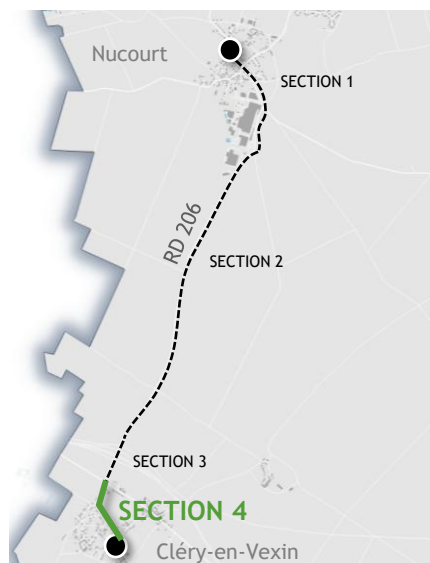 Nucourt
SECTION 1
RD 206
SECTION 2
SECTION 3
SECTION 4
Cléry-en-Vexin